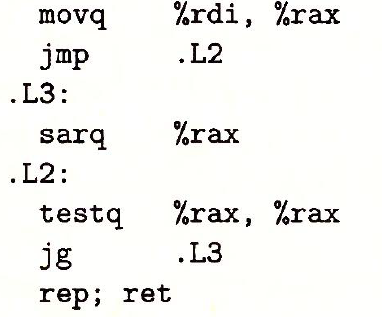 movq %rdi, %rax
jmp .L2
.L3:
sarq %rax
.L2:
testq %rax, %rax
jg .L3
rep; ret